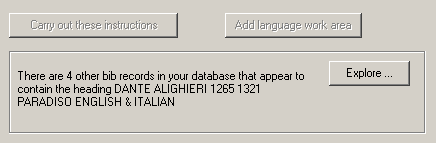 Carry out these instructions
Add language work area
There are 4 other bib records in your database that appear to
contain the heading DANTE ALIGHIERI 1265 1321
PARADISO ENGLISH & ITALIAN
Explore ...